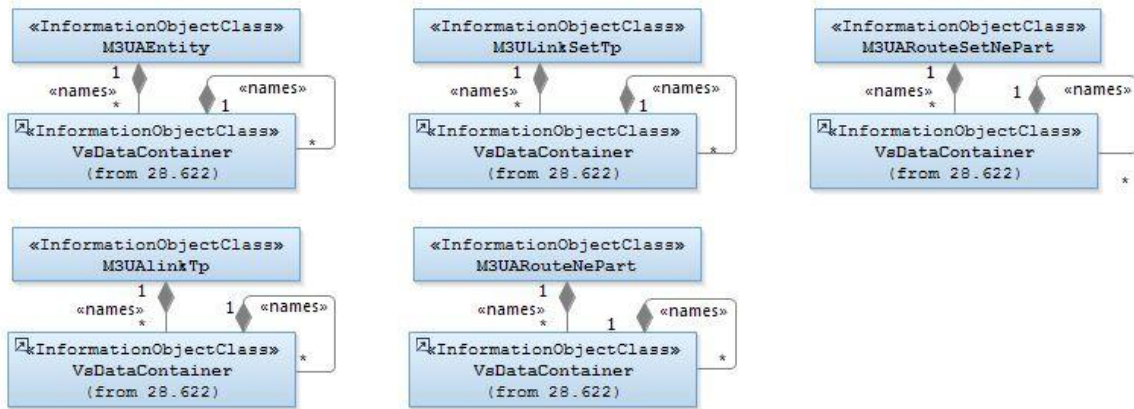 «InformationObjectClass»
M3UAEntity
1
«names»
*
«names»
1
*
«InformationObjectClass»
VsDataContainer
(from 28.622)
«InformationObjectClass»
M3ULinkSetTp
1
«names»
*
«names»
1
*
«InformationObjectClass»
VsDataContainer
(from 28.622)
«InformationObjectClass»
M3UARouteSetNePart
1
«names»
*
«names»
1
*
«InformationObjectClass»
VsDataContainer
(from 28.622)
«InformationObjectClass»
M3UAlinkTp
1
«names»
*
1
«names»
*
«InformationObjectClass»
VsDataContainer
(from 28.622)
«InformationObjectClass»
M3UARouteNePart
1
«names»
*
1
«names»
*
«InformationObjectClass»
VsDataContainer
(from 28.622)